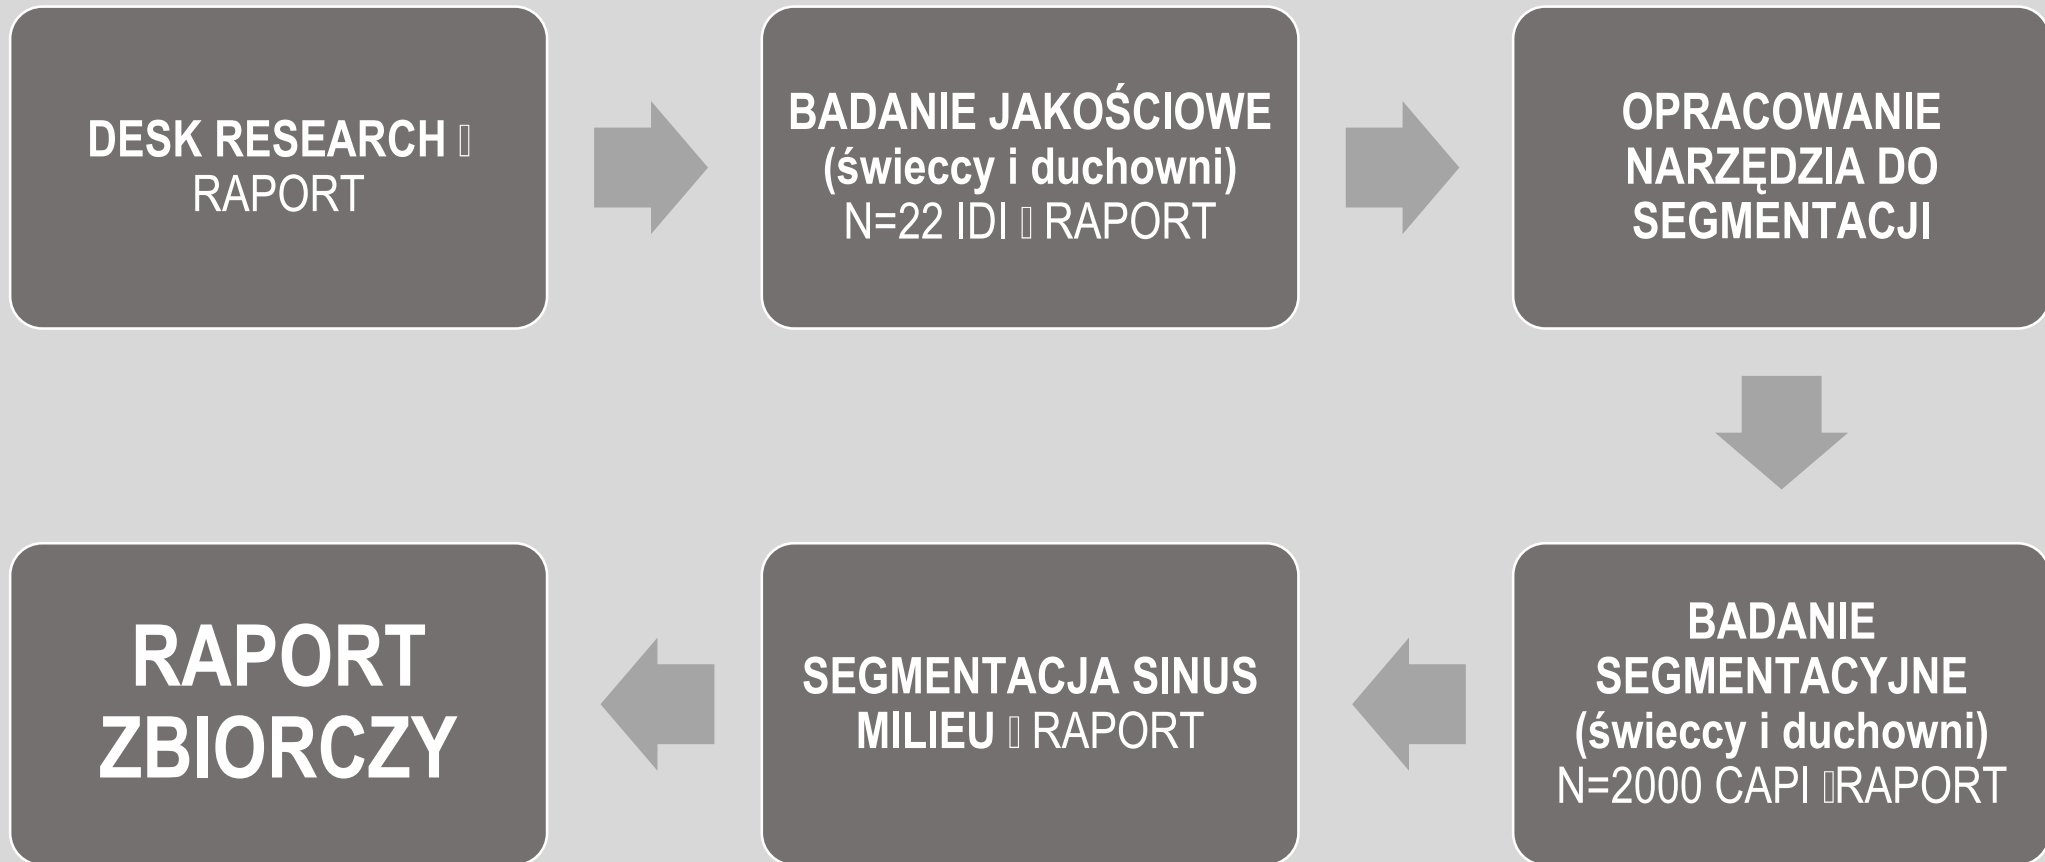 DESK RESEARCH 
RAPORT
BADANIE JAKOŚCIOWE
(świeccy i duchowni)
N=22 IDI  RAPORT
OPRACOWANIE
NARZĘDZIA DO
SEGMENTACJI
BADANIE
SEGMENTACYJNE
(świeccy i duchowni)
N=2000 CAPI RAPORT
SEGMENTACJA SINUS
MILIEU  RAPORT
RAPORT
ZBIORCZY